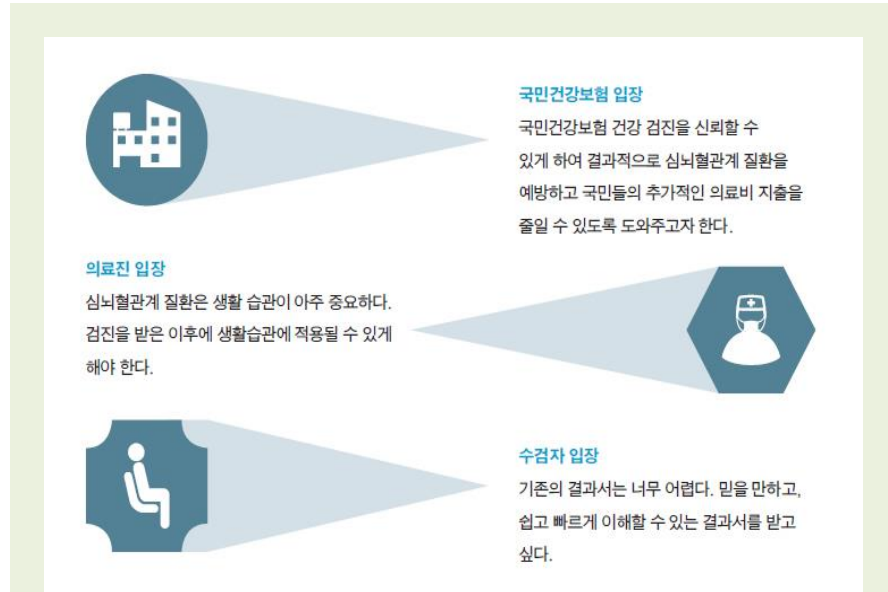 국민건강보험 입장
국민건강보험 건강 검진을 신뢰할 수
있게 하여 결과적으로 심뇌혈관계 질환을
예방하고 국민들의 추가적인 의료비 지출을
줄일 수 있도록 도와주고자 한다.
의료진 입장
심뇌혈관계 질환은 생활 습관이 아주 중요하다.
검진을 받은 이후에 생활습관에 적용될 수 있게
해야 한다.
수검자 입장
기존의 결과서는 너무 어렵다. 믿을 만하고,
쉽고 빠르게 이해할 수 있는 결과서를 받고
싶다.